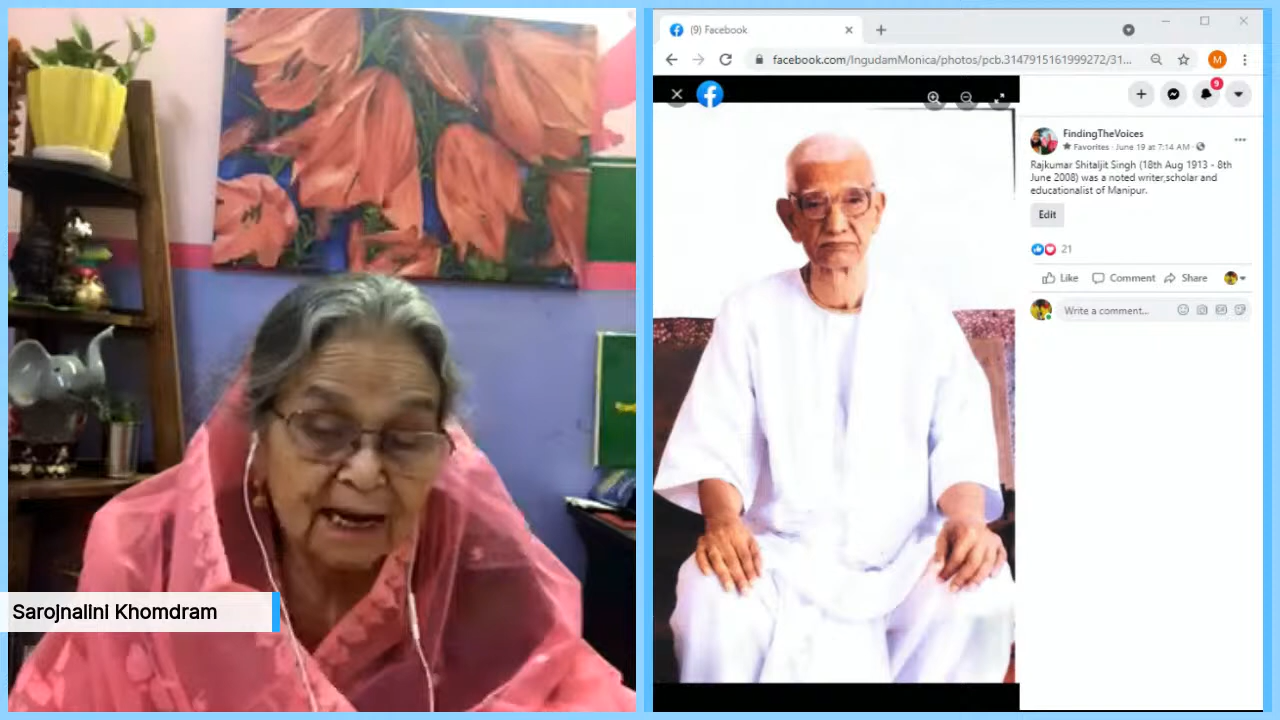 Sarojnalini Khomdram
(9) Facebook
facebook.com/IngudamMonica/photos/pcb.3147915161999272/31...
M
9
FindingTheVoices
Favorites · June 19 at 7:14 AM ·
Rajkumar Shitaljit Singh (18th Aug 1913 - 8th
June 2008) was a noted writer,scholar and
educationalist of Manipur.
Edit
21
Like Comment Share
Write a comment...